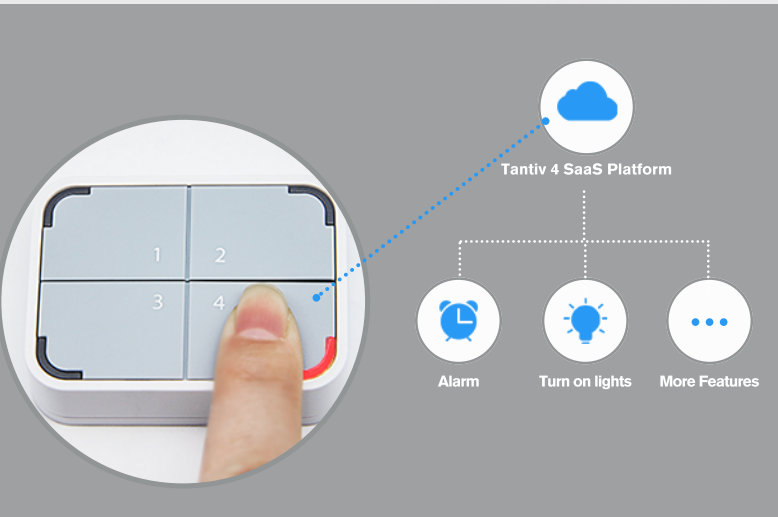 1
2
3
4
Tantiv 4 SaaS Platform
Alarm
Turn on lights
More Features